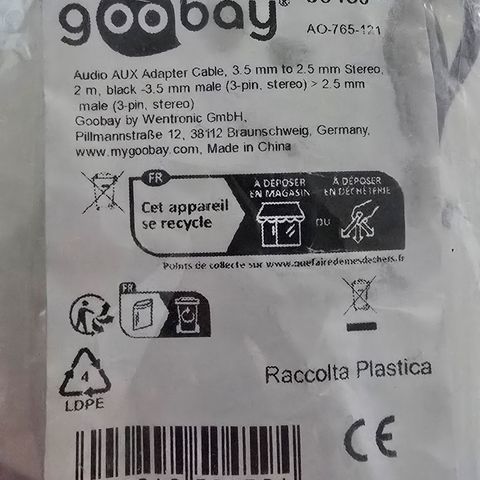 goobay®
AO-765-121
Audio AUX Adapter Cable, 3.5 mm to 2.5 mm Stereo,
2 m, black -3.5 mm male (3-pin, stereo) > 2.5 mm
male (3-pin, stereo)
Goobay by Wentronic GmbH,
Pillmannstraße 12, 38112 Braunschweig, Germany,
www.mygoobay.com, Made in China
FR
Cet appareil
se recycle
À DÉPOSER
EN MAGASIN
OU
À DÉPOSER
EN DÉCHÈTERIE
Points de collecte sur www.quefairedemesdechets.fr
FR
4
LDPE
Raccolta Plastica
CE